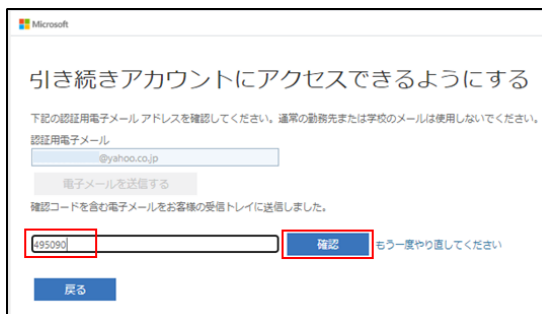 Microsoft
引き続きアカウントにアクセスできるようにする
下記の認証用電子メール アドレスを確認してください。通常の勤務先または学校のメールは使用しないでください。
認証用電子メール
@yahoo.co.jp
電子メールを送信する
確認コードを含む電子メールをお客様の受信トレイに送信しました。
495090 確認 もう一度やり直してください
戻る